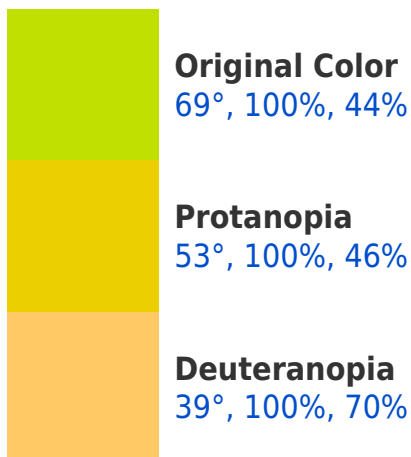 Original Color
69°, 100%, 44%
Protanopia
53°, 100%, 46%
Deuteranopia
39°, 100%, 70%